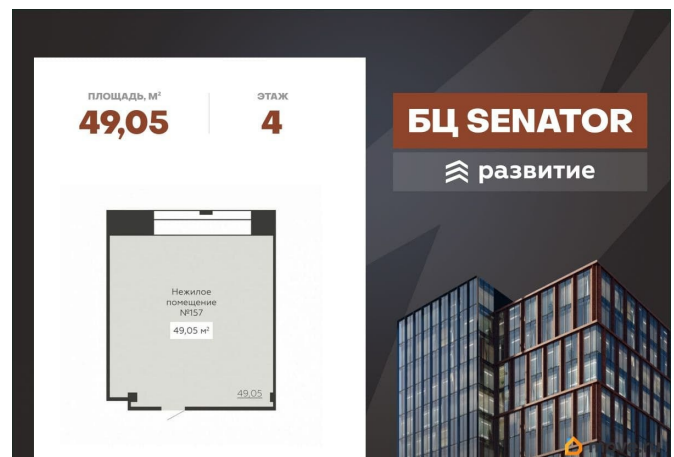 ПЛОЩАДЬ, М²
49,05
ЭТАЖ
4
Нежилое
помещение
№157
49,05 м²
49.05
БЦ SENATOR
развитие